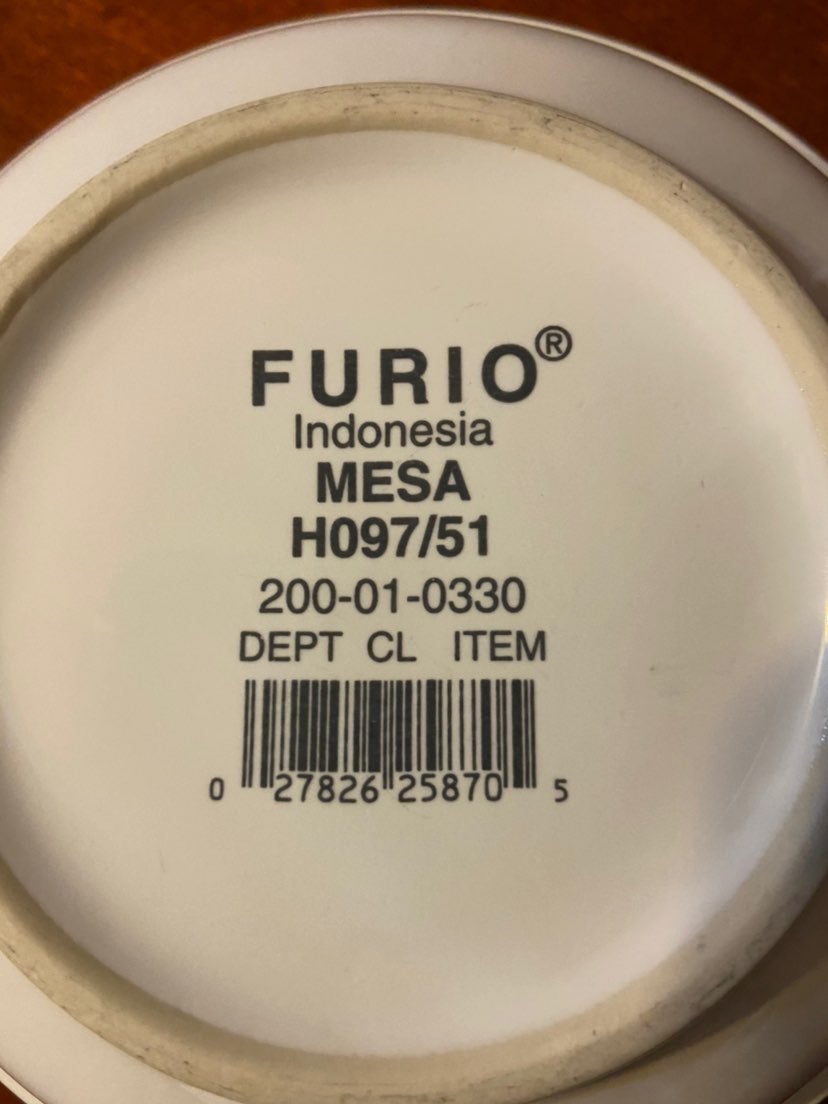 FURIO®
Indonesia
MESA
H097/51
200-01-0330
DEPT CL ITEM
0 27826 25870 5